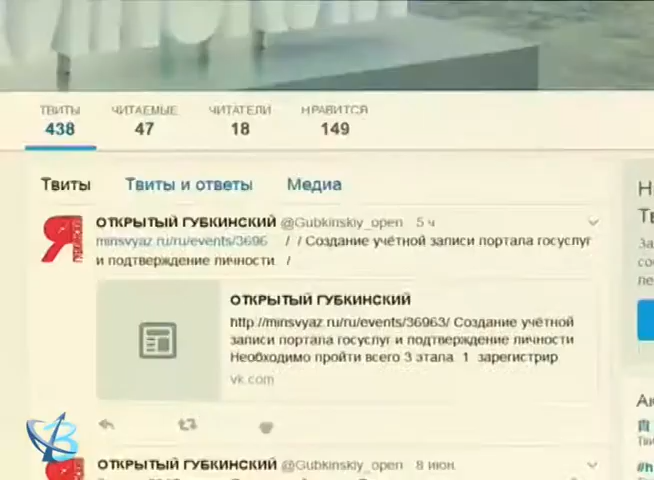 ТВИТЫ ЧИТАЕМЫЕ ЧИТАТЕЛИ НРАВИТСЯ
438 47 18 149
Твиты Твиты и ответы Медиа
ОТКРЫТЫЙ ГУБКИНСКИЙ @Gubkinskiy_open 5 ч
minsvyaz.ru/ru/events/3696 / / Создание учётной записи портала госуслуг
и подтверждение личности /
ОТКРЫТЫЙ ГУБКИНСКИЙ
http://minsvyaz.ru/ru/events/36963/ Создание учётной
записи портала госуслуг и подтверждение личности
Необходимо пройти всего 3 этапа 1 зарегистрир
vk.com
ОТКРЫТЫЙ ГУБКИНСКИЙ @Gubkinskiy_open 8 июн.